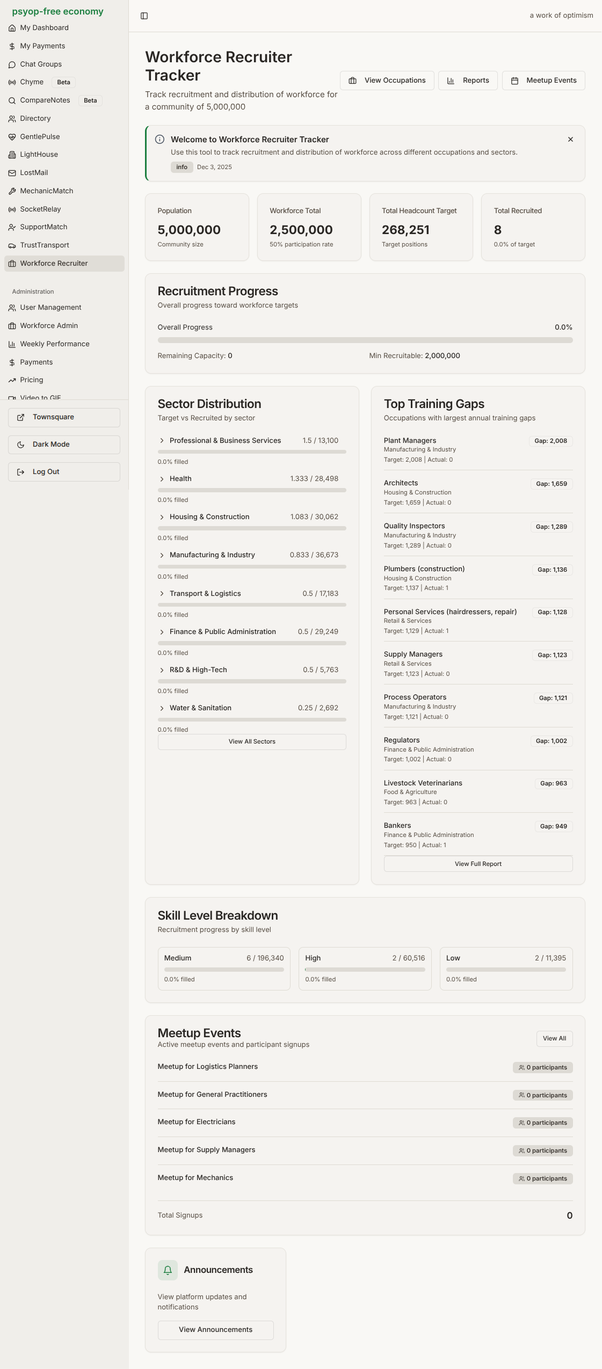 psyop-free economy
My Dashboard
My Payments
Chat Groups
Chyme Beta
CompareNotes Beta
Directory
GentlePulse
LightHouse
LostMail
MechanicMatch
SocketRelay
SupportMatch
TrustTransport
Workforce Recruiter
Administration
User Management
Workforce Admin
Weekly Performance
Payments
Pricing
Video to GIF
Townsquare
Dark Mode
Log Out
a work of optimism
Workforce Recruiter
Tracker
Track recruitment and distribution of workforce for
a community of 5,000,000
View Occupations
Reports
Meetup Events
Welcome to Workforce Recruiter Tracker
Use this tool to track recruitment and distribution of workforce across different occupations and sectors.
Info Dec 3, 2025
Population
5,000,000
Community size
Workforce Total
2,500,000
50% participation rate
Total Headcount Target
268,251
Target positions
Total Recruited
8
0.0% of target
Recruitment Progress
Overall progress toward workforce targets
Overall Progress 0.0%
Remaining Capacity: 0 Min Recruitable: 2,000,000
Sector Distribution
Target vs Recruited by sector
Professional & Business Services 1.5 / 13,100
0.0% filled
Health 1.333 / 28,498
0.0% filled
Housing & Construction 1.083 / 30,062
0.0% filled
Manufacturing & Industry 0.833 / 36,673
0.0% filled
Transport & Logistics 0.5 / 17,183
0.0% filled
Finance & Public Administration 0.5 / 29,249
0.0% filled
R&D & High-Tech 0.5 / 5,763
0.0% filled
Water & Sanitation 0.25 / 2,692
0.0% filled
View All Sectors
Top Training Gaps
Occupations with largest annual training gaps
Plant Managers Gap: 2,008
Manufacturing & Industry
Target: 2,008 | Actual: 0
Architects Gap: 1,659
Housing & Construction
Target: 1,659 | Actual: 0
Quality Inspectors Gap: 1,289
Manufacturing & Industry
Target: 1,289 | Actual: 0
Plumbers (construction) Gap: 1,136
Housing & Construction
Target: 1,137 | Actual: 1
Personal Services (hairdressers, repair) Gap: 1,128
Retail & Services
Target: 1,129 | Actual: 1
Supply Managers Gap: 1,123
Retail & Services
Target: 1,123 | Actual: 0
Process Operators Gap: 1,121
Manufacturing & Industry
Target: 1,121 | Actual: 0
Regulators Gap: 1,002
Finance & Public Administration
Target: 1,002 | Actual: 0
Livestock Veterinarians Gap: 963
Food & Agriculture
Target: 963 | Actual: 0
Bankers Gap: 949
Finance & Public Administration
Target: 950 | Actual: 1
View Full Report
Skill Level Breakdown
Recruitment progress by skill level
Medium 6 / 196,340
0.0% filled
High 2 / 60,516
0.0% filled
Low 2 / 11,395
0.0% filled
Meetup Events
Active meetup events and participant signups
View All
Meetup for Logistics Planners 0 participants
Meetup for General Practitioners 0 participants
Meetup for Electricians 0 participants
Meetup for Supply Managers 0 participants
Meetup for Mechanics 0 participants
Total Signups 0
Announcements
View platform updates and
notifications
View Announcements